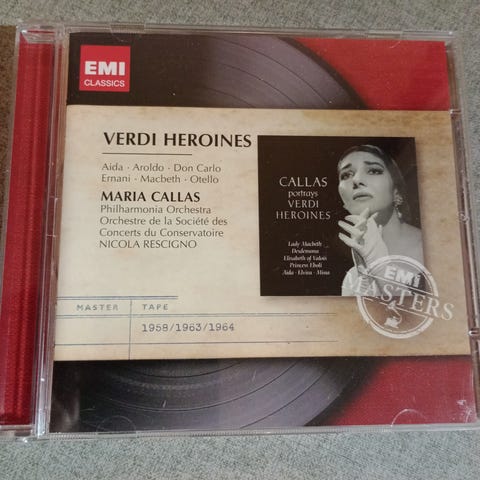 EMI
CLASSICS
VERDI HEROINES
Aida · Aroldo · Don Carlo
Ernani · Macbeth · Otello
MARIA CALLAS
Philharmonia Orchestra
Orchestre de la Société des
Concerts du Conservatoire
NICOLA RESCIGNO
CALLAS
portrays
VERDI
HEROINES
Lady Macbeth
Desdemona
Elisabeth of Valois
Princess Eboli
Aida · Elvira · Mina
EMI
MASTERS
MASTER TAPE
1958/1963/1964